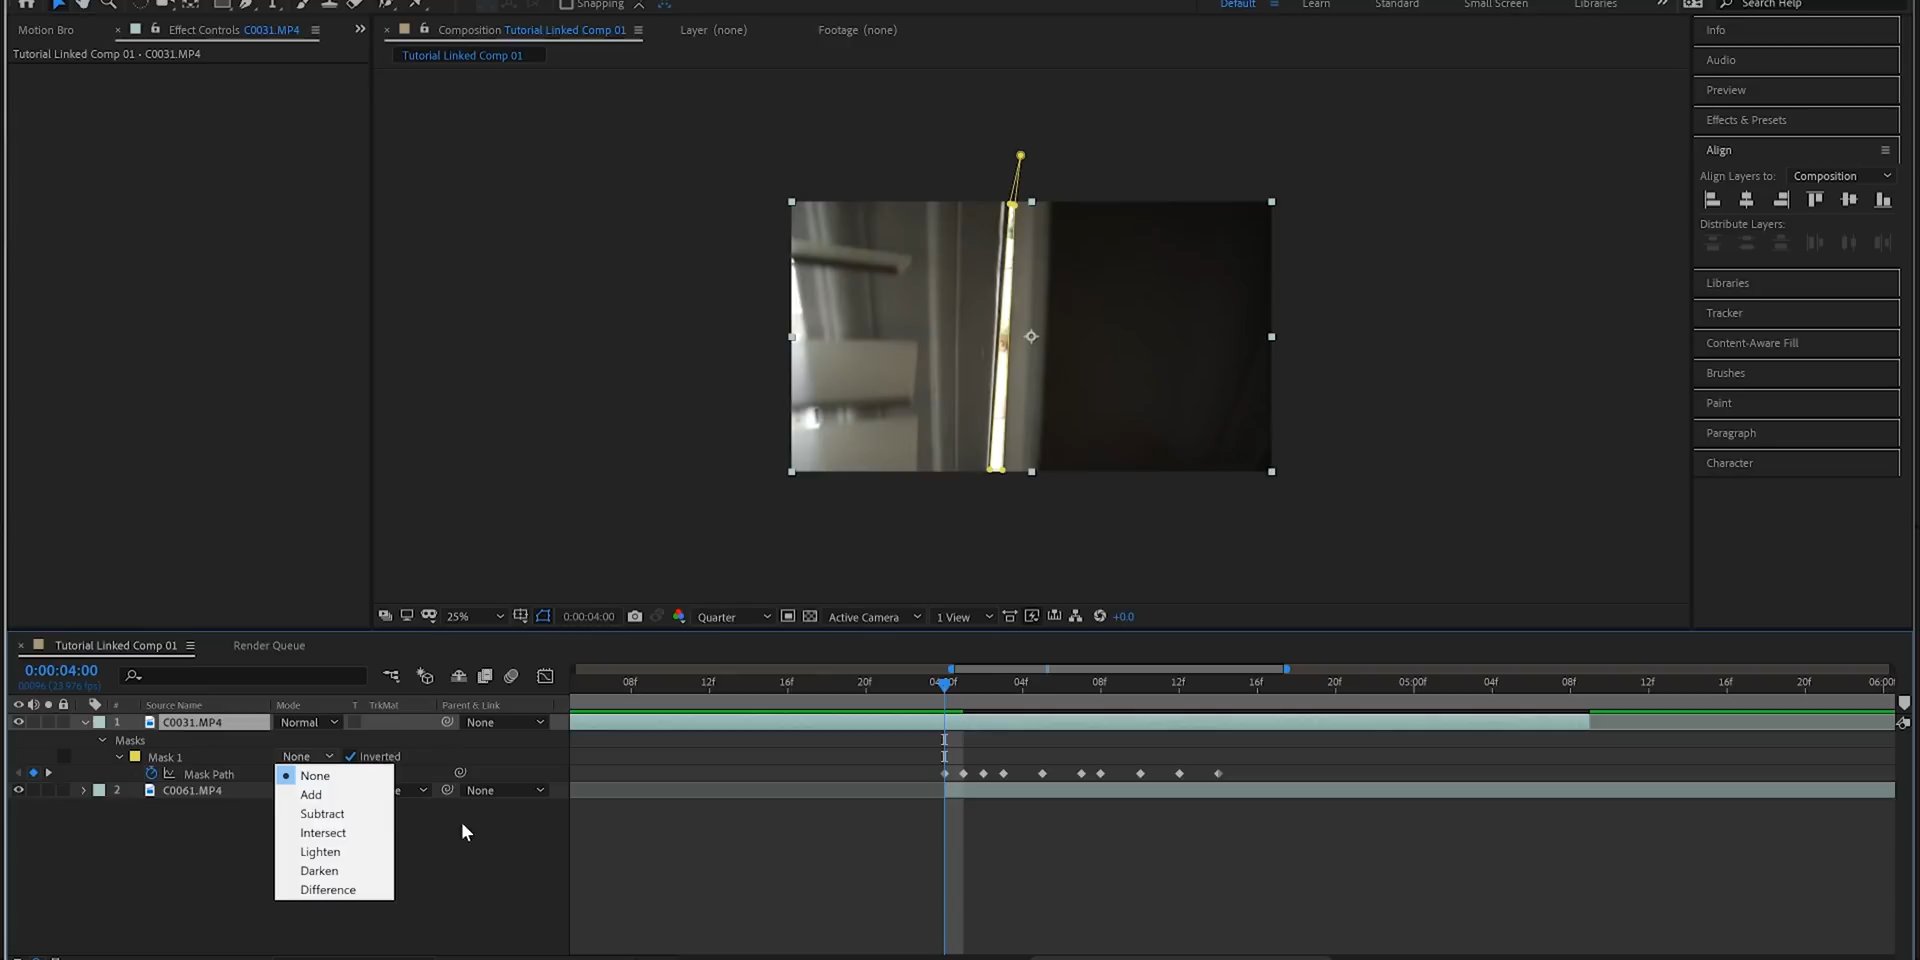 Snapping
Default
Learn
Standard
Small Screen
Libraries
Search Help
Motion Bro
Effect Controls C0031.MP4
Composition Tutorial Linked Comp 01
Layer (none)
Footage (none)
Tutorial Linked Comp 01 • C0031.MP4
Tutorial Linked Comp 01
Info
Audio
Preview
Effects & Presets
Align
Align Layers to: Composition
Distribute Layers:
Libraries
Tracker
Content-Aware Fill
Brushes
Paint
Paragraph
Character
25%
0:00:04:00
Quarter
Active Camera
1 View
+0.0
Tutorial Linked Comp 01
Render Queue
0:00:04:00
00096 (23.976 fps)
08f 12f 16f 20f 04f 08f 12f 16f 20f 05:00f 04f 08f 12f 16f 20f 06:00
# Source Name Mode T TrkMat Parent & Link
1 C0031.MP4 Normal None
Masks
Mask 1 None Inverted
Mask Path
2 C0061.MP4 None
None
Add
Subtract
Intersect
Lighten
Darken
Difference